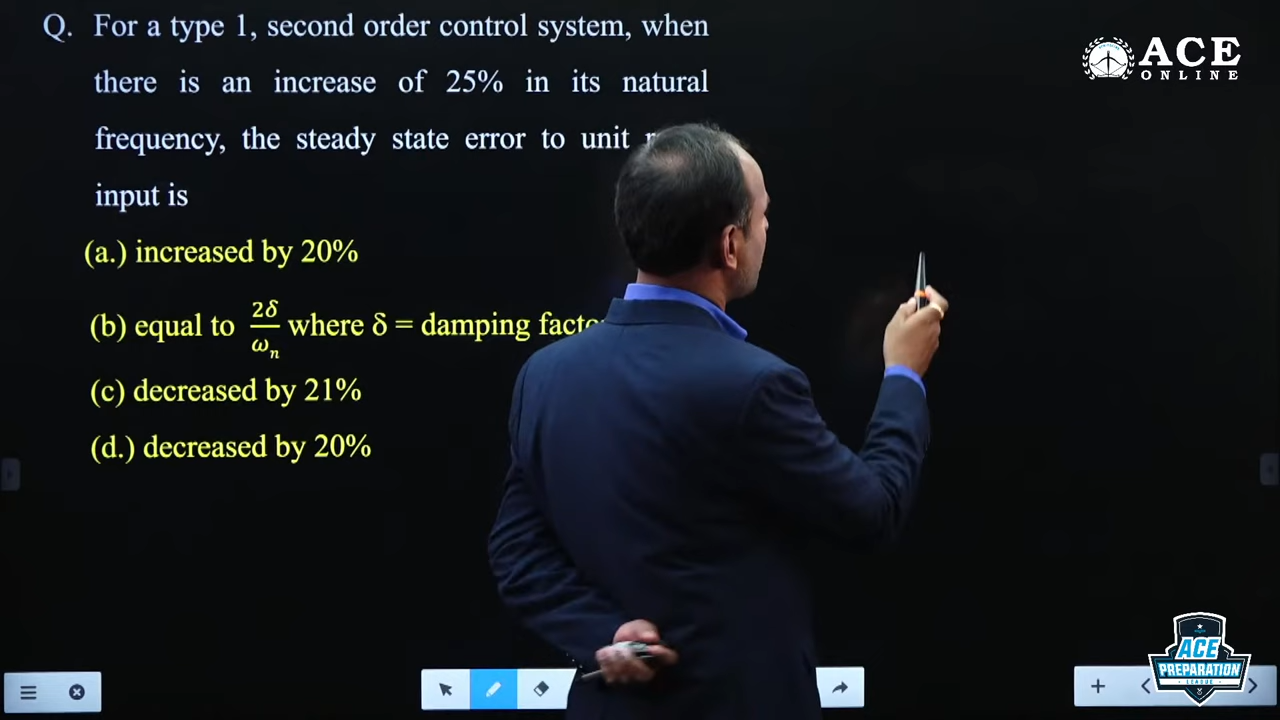 Q. For a type 1, second order control system, when
there is an increase of 25% in its natural
frequency, the steady state error to unit
input is
(a.) increased by 20%
(b) equal to 2δ/ωₙ where δ = damping
(c) decreased by 21%
(d.) decreased by 20%
ACE
ONLINE
ACE
PREPARATION
LEAGUE